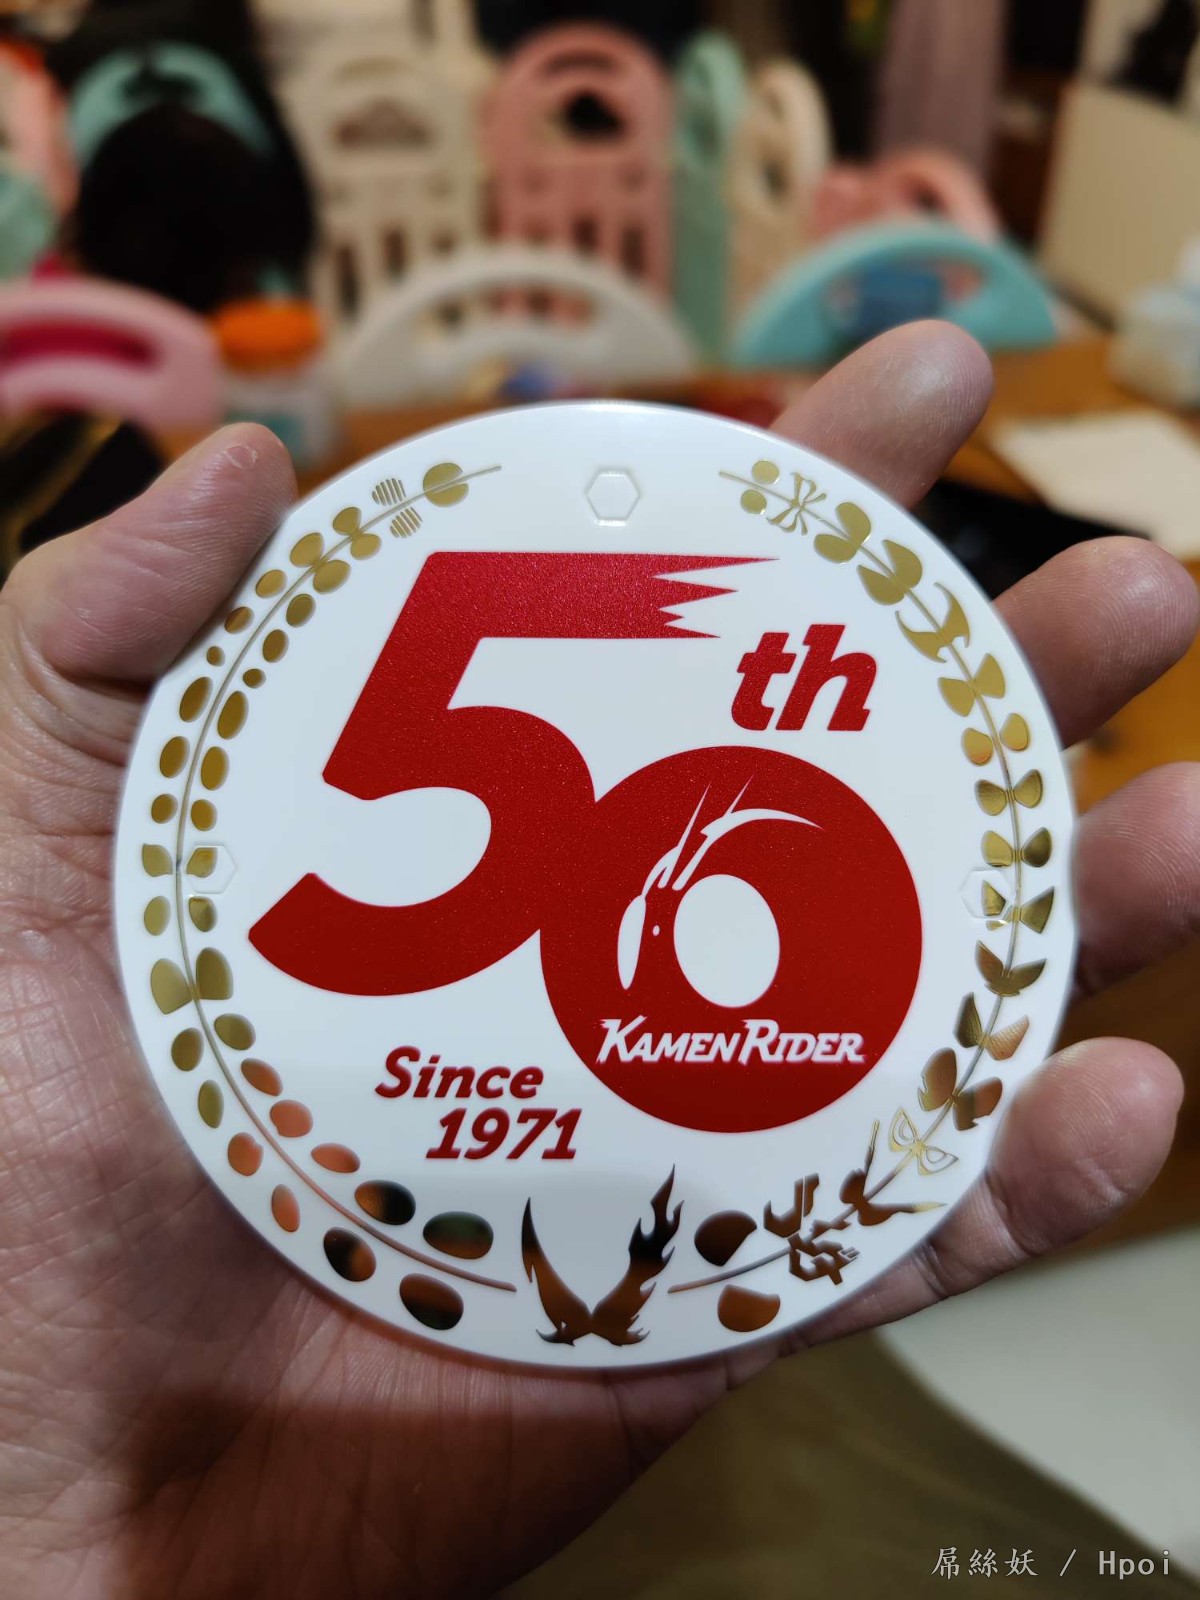 50th
KAMEN RIDER
Since
1971
屌絲妖 / Hpoi